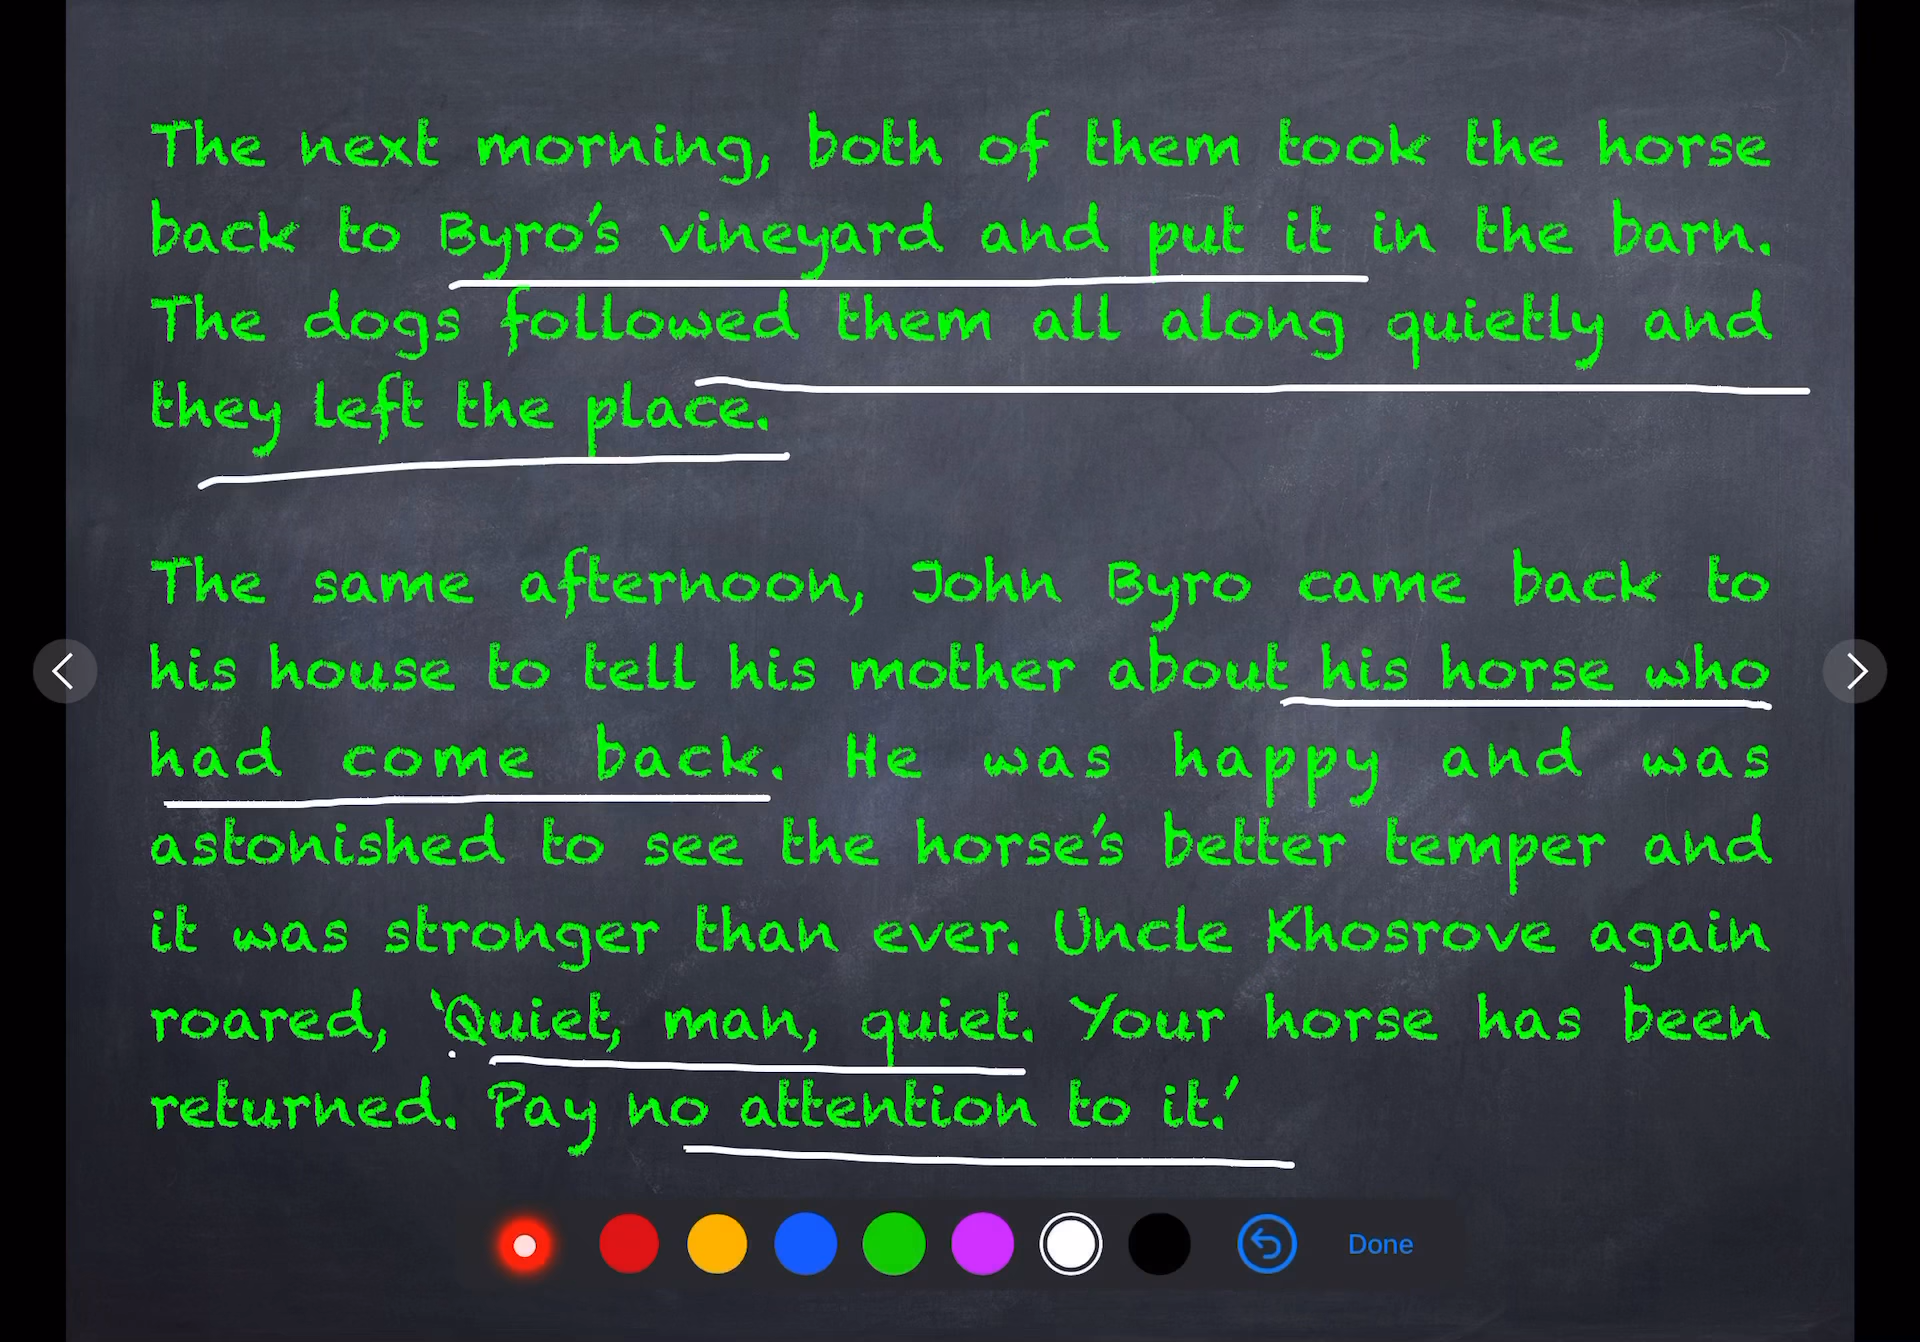 The next morning, both of them took the horse
back to Byro's vineyard and put it in the barn.
The dogs followed them all along quietly and
they left the place.
The same afternoon, John Byro came back to
his house to tell his mother about his horse who
had come back. He was happy and was
astonished to see the horse's better temper and
it was stronger than ever. Uncle Khosrove again
roared, 'Quiet, man, quiet. Your horse has been
returned. Pay no attention to it.'
Done